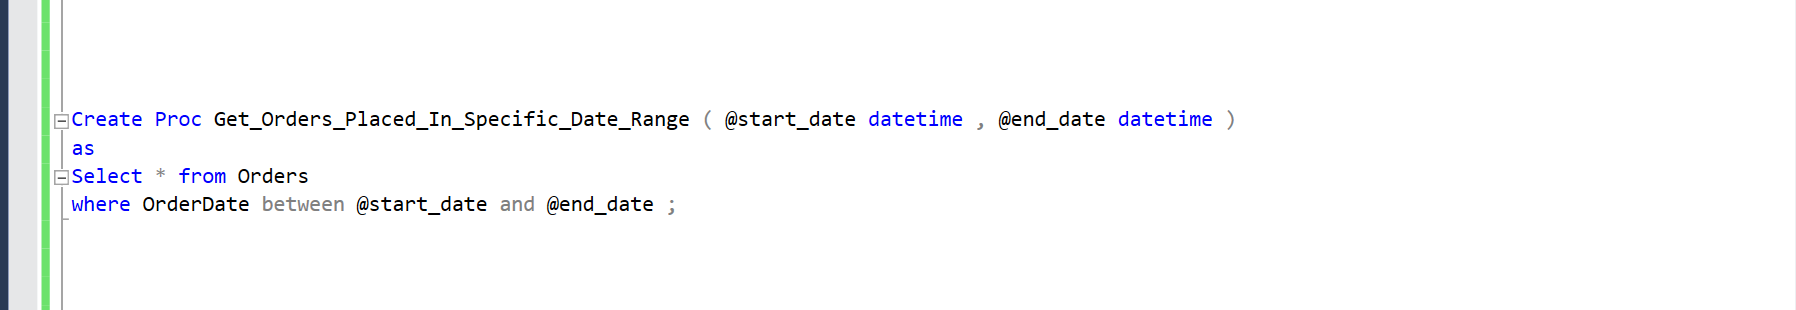 Create Proc Get_Orders_Placed_In_Specific_Date_Range ( @start_date datetime , @end_date datetime )
as
Select * from Orders
where OrderDate between @start_date and @end_date ;